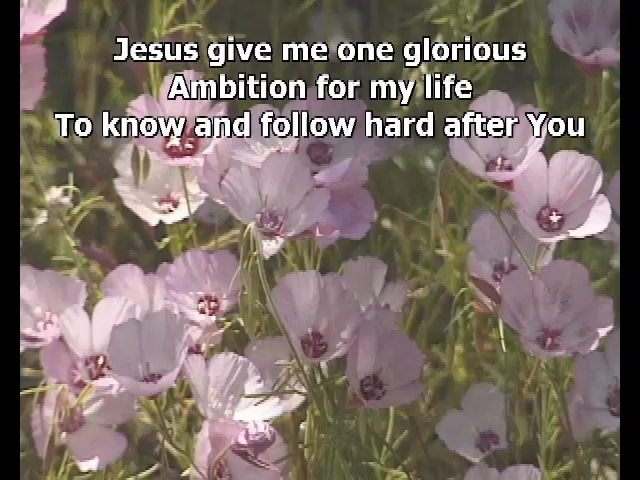 Jesus give me one glorious
Ambition for my life
To know and follow hard after You